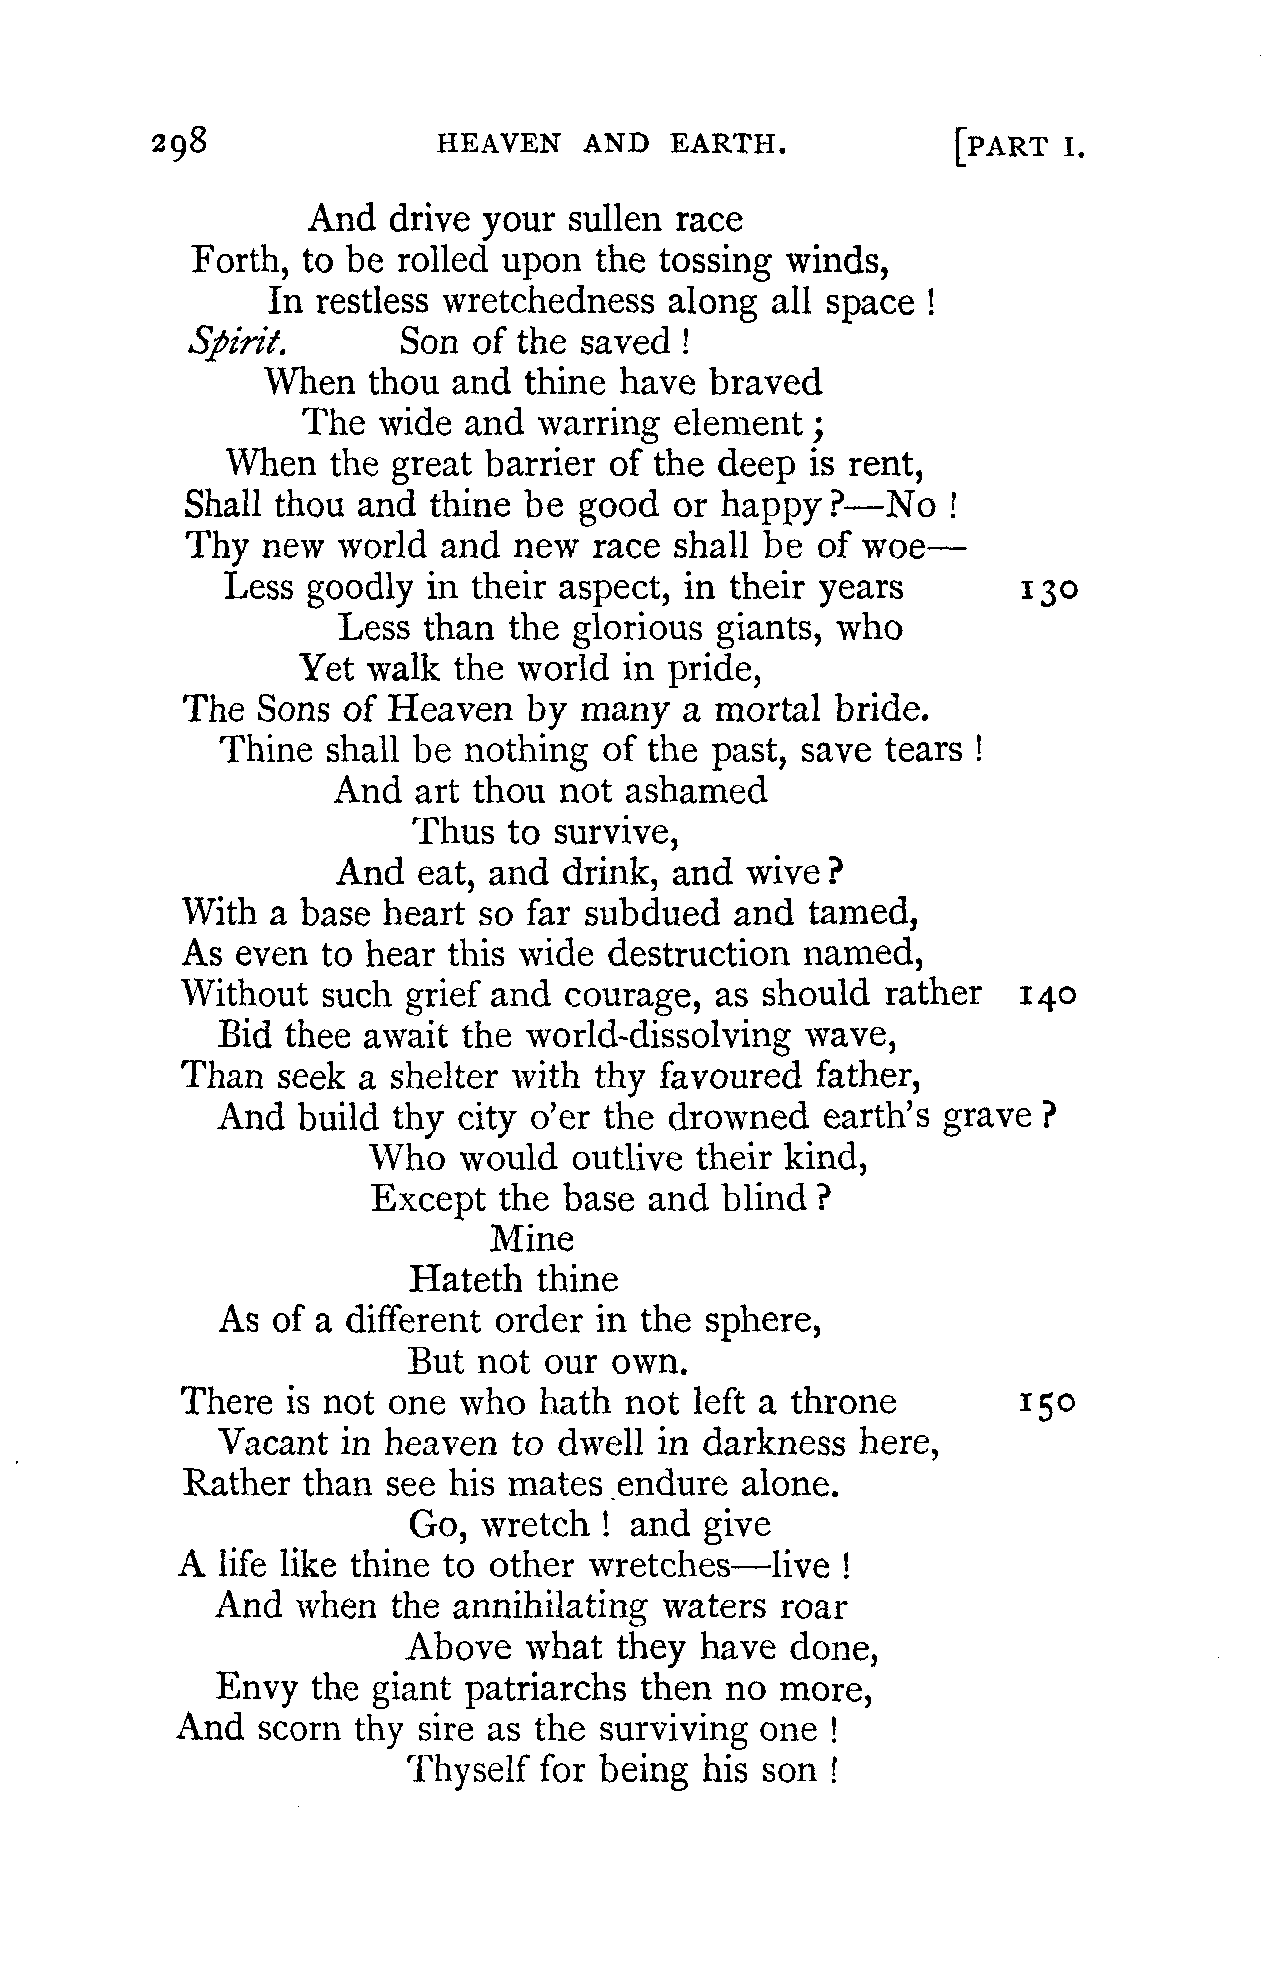 298 HEAVEN AND EARTH. [PART I.
And drive your sullen race
Forth, to be rolled upon the tossing winds,
In restless wretchedness along all space !
Spirit. Son of the saved !
When thou and thine have braved
The wide and warring element ;
When the great barrier of the deep is rent,
Shall thou and thine be good or happy ?—No !
Thy new world and new race shall be of woe—
Less goodly in their aspect, in their years 130
Less than the glorious giants, who
Yet walk the world in pride,
The Sons of Heaven by many a mortal bride.
Thine shall be nothing of the past, save tears !
And art thou not ashamed
Thus to survive,
And eat, and drink, and wive ?
With a base heart so far subdued and tamed,
As even to hear this wide destruction named,
Without such grief and courage, as should rather 140
Bid thee await the world-dissolving wave,
Than seek a shelter with thy favoured father,
And build thy city o'er the drowned earth's grave ?
Who would outlive their kind,
Except the base and blind ?
Mine
Hateth thine
As of a different order in the sphere,
But not our own.
There is not one who hath not left a throne 150
Vacant in heaven to dwell in darkness here,
Rather than see his mates endure alone.
Go, wretch ! and give
A life like thine to other wretches—live !
And when the annihilating waters roar
Above what they have done,
Envy the giant patriarchs then no more,
And scorn thy sire as the surviving one !
Thyself for being his son !